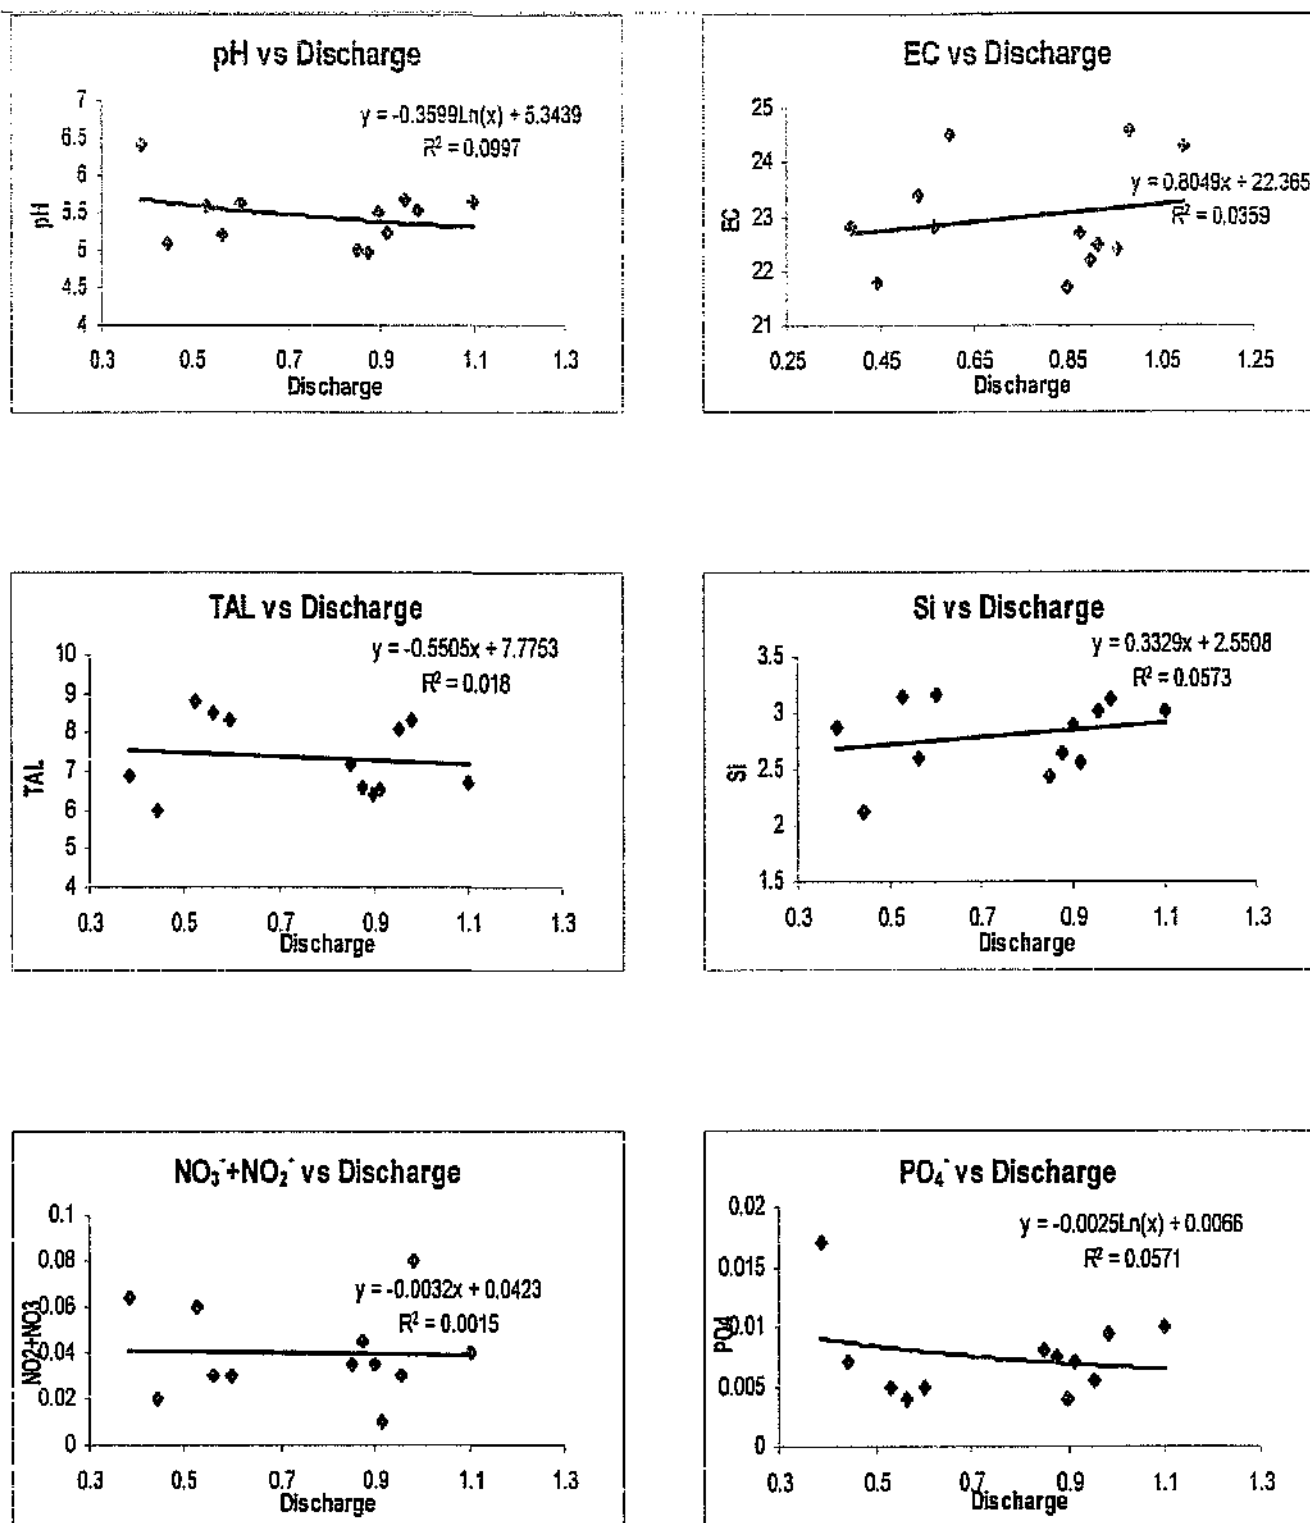 pH vs Discharge
y = -0.3599Ln(x) + 5.3439
R² = 0.0997
7
6.5
6
5.5
5
4.5
4
pH
0.3 0.5 0.7 0.9 1.1 1.3
Discharge
EC vs Discharge
25
24
23
22
21
EC
y = 0.8049x + 22.365
R² = 0.0359
0.25 0.45 0.65 0.85 1.05 1.25
Discharge
TAL vs Discharge
y = -0.5505x + 7.7753
R² = 0.018
10
9
8
7
6
5
4
TAL
0.3 0.5 0.7 0.9 1.1 1.3
Discharge
Si vs Discharge
y = 0.3329x + 2.5508
R² = 0.0573
3.5
3
2.5
2
1.5
Si
0.3 0.5 0.7 0.9 1.1 1.3
Discharge
NO₃⁻+NO₂⁻ vs Discharge
0.1
0.08
0.06
0.04
0.02
0
NO2+NO3
y = -0.0032x + 0.0423
R² = 0.0015
0.3 0.5 0.7 0.9 1.1 1.3
Discharge
PO₄⁻ vs Discharge
y = -0.0025Ln(x) + 0.0066
R² = 0.0571
0.02
0.015
0.01
0.005
0
PO4
0.3 0.5 0.7 0.9 1.1 1.3
Discharge